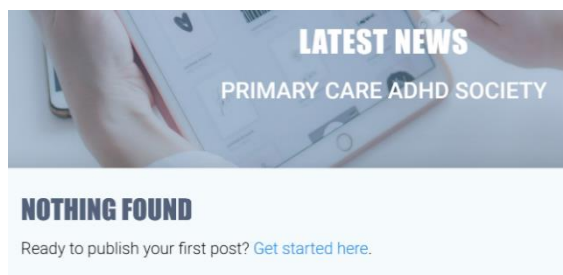 LATEST NEWS
PRIMARY CARE ADHD SOCIETY
NOTHING FOUND
Ready to publish your first post? Get started here.